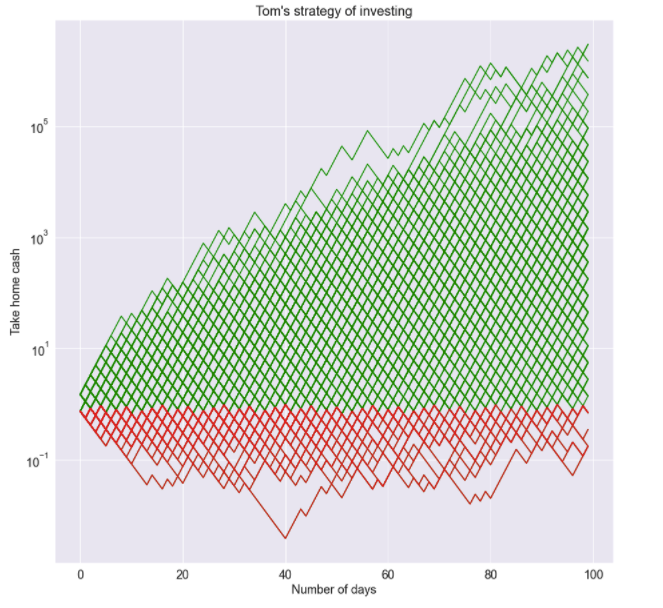 Tom's strategy of investing
Take home cash
10^5
10^3
10^1
10^−1
0 20 40 60 80 100
Number of days